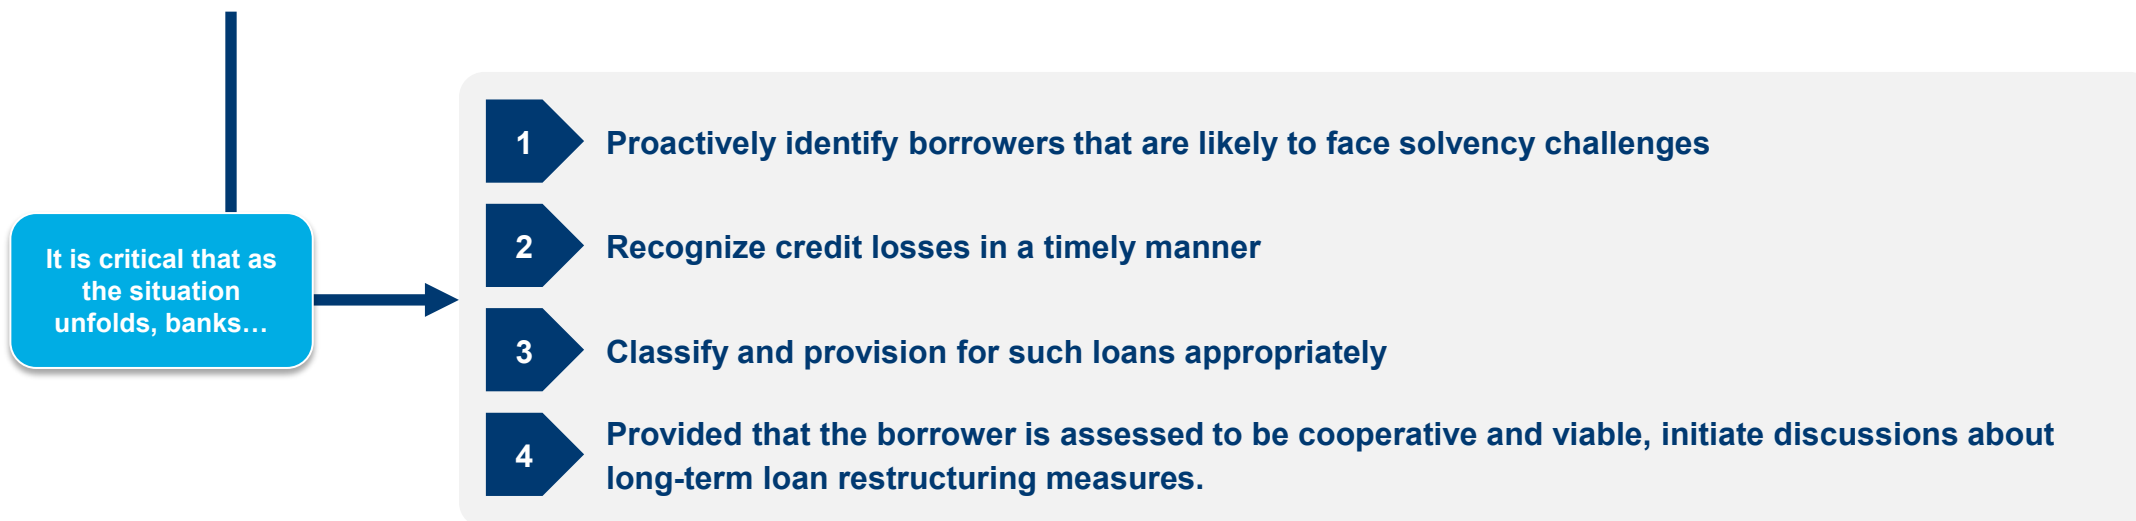 It is critical that as
the situation
unfolds, banks…
1
Proactively identify borrowers that are likely to face solvency challenges
2
Recognize credit losses in a timely manner
3
Classify and provision for such loans appropriately
4
Provided that the borrower is assessed to be cooperative and viable, initiate discussions about
long-term loan restructuring measures.